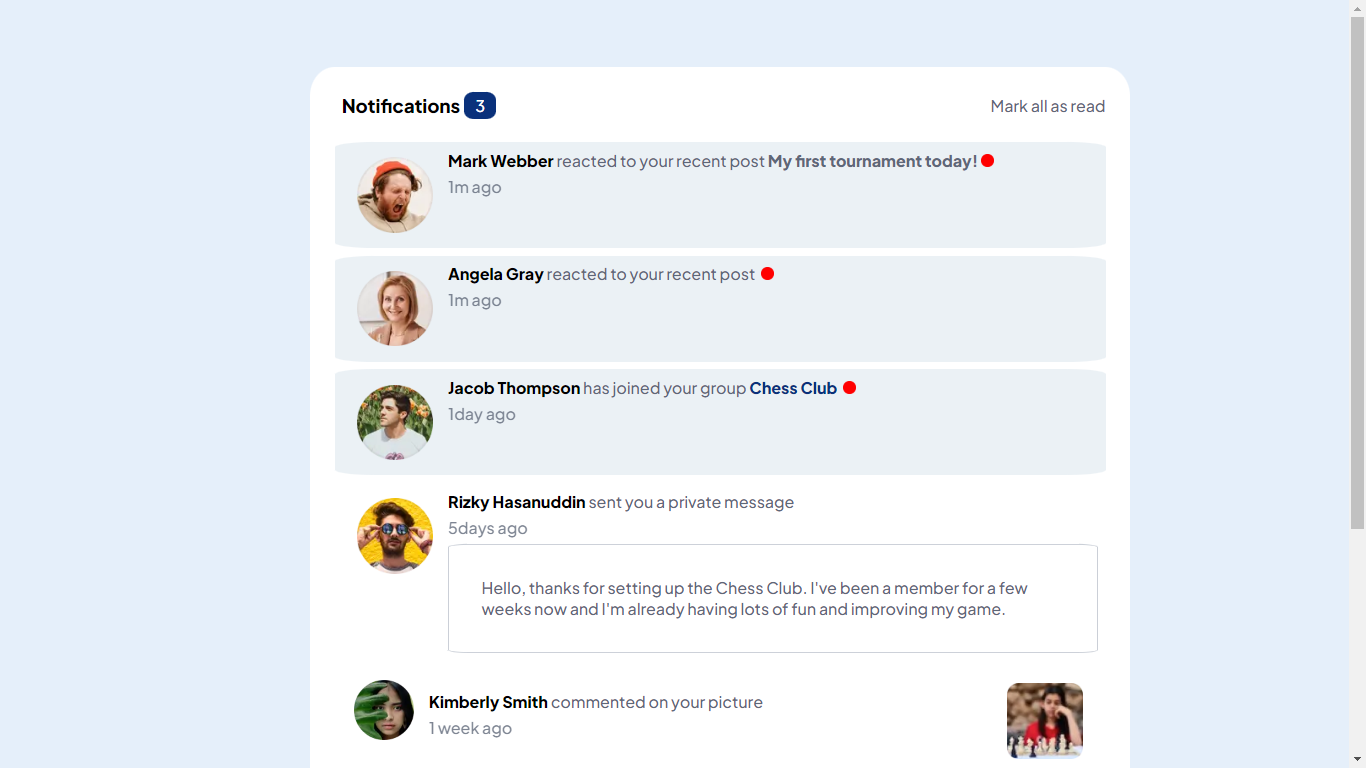 Notifications 3 Mark all as read
Mark Webber reacted to your recent post My first tournament today!
1m ago
Angela Gray reacted to your recent post
1m ago
Jacob Thompson has joined your group Chess Club
1day ago
Rizky Hasanuddin sent you a private message
5days ago
Hello, thanks for setting up the Chess Club. I've been a member for a few
weeks now and I'm already having lots of fun and improving my game.
Kimberly Smith commented on your picture
1 week ago